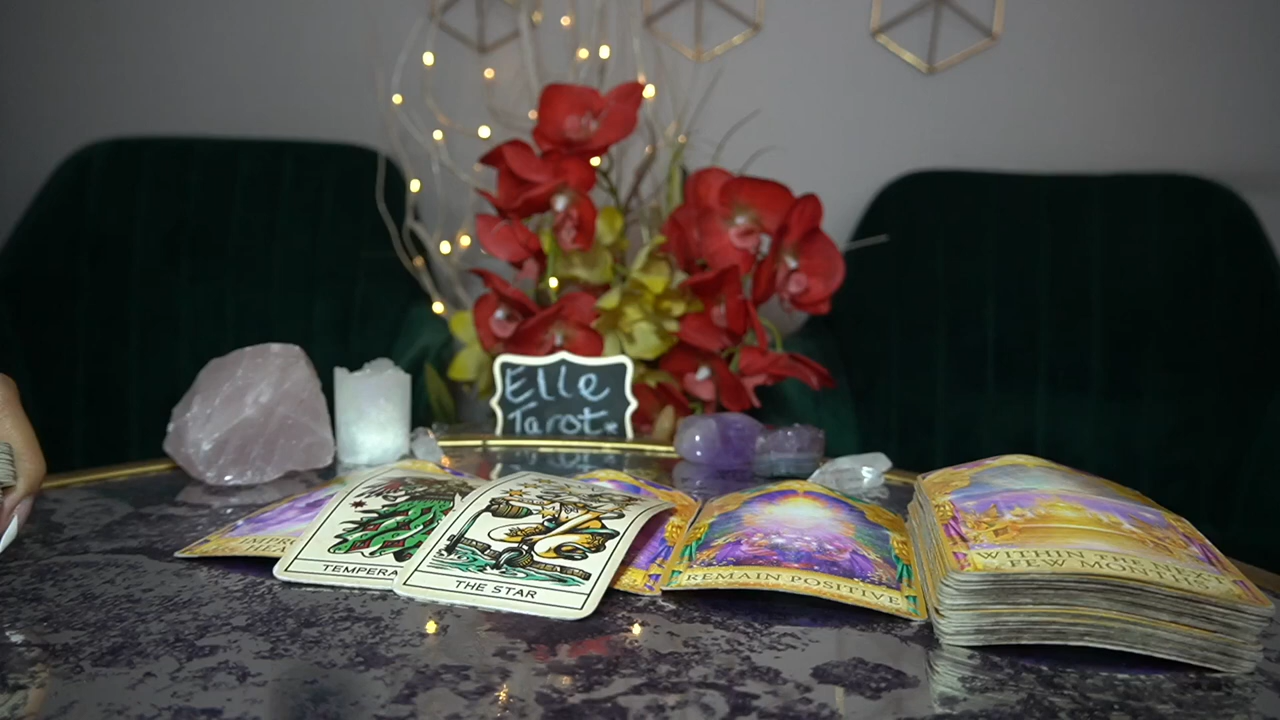 Elle
Tarot
TEMPERA
THE STAR
REMAIN POSITIVE
WITHIN THE NEXT
FEW MONTHS